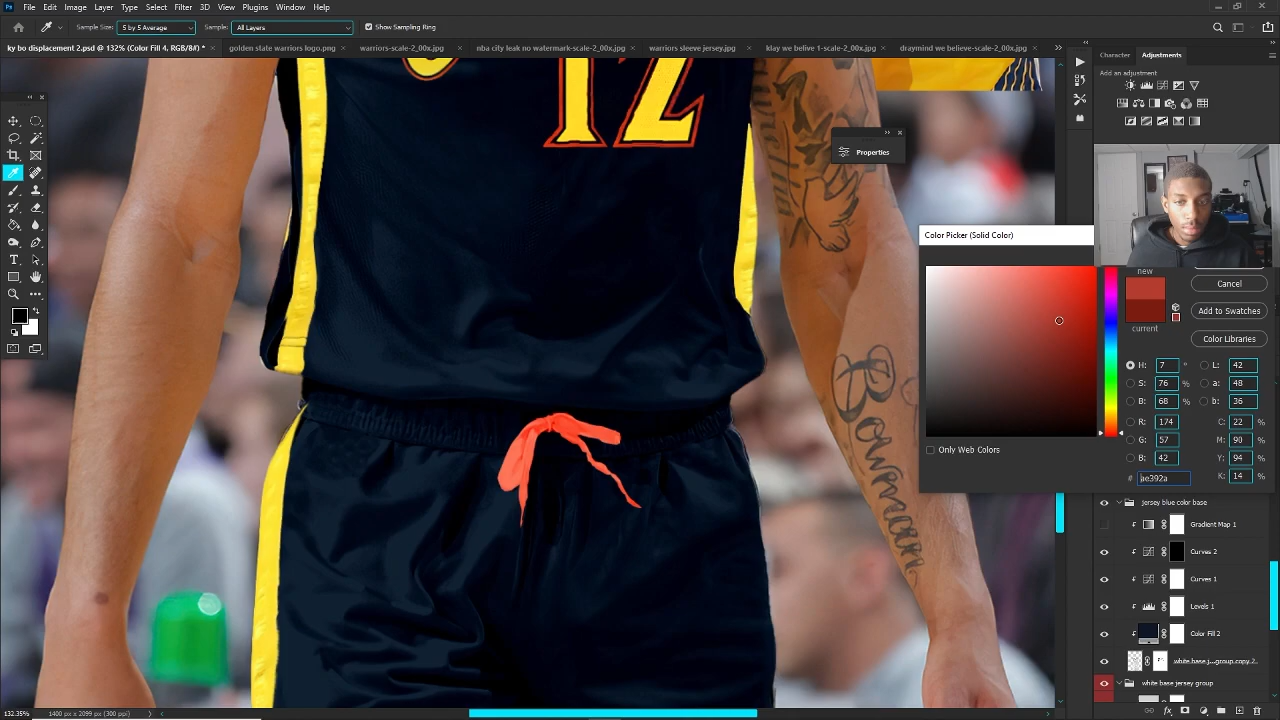 File Edit Image Layer Type Select Filter 3D View Plugins Window Help
Sample Size: 5 by 5 Average Sample: All Layers Show Sampling Ring
ky bo displacement 2.psd @ 132% (Color Fill 4, RGB/8#) * golden state warriors logo.png warriors-scale-2_00x.jpg nba city leak no watermark-scale-2_00x.jpg warriors sleeve jersey.jpg klay we belive 1-scale-2_00x.jpg draymind we believe-scale-2_00x.jpg
Character Adjustments
Add an adjustment
12
Properties
Color Picker (Solid Color)
new
current
Cancel
Add to Swatches
Color Libraries
H: 7 ° L: 42
S: 76 % a: 48
B: 68 % b: 36
R: 174 C: 22 %
G: 57 M: 90 %
B: 42 Y: 94 %
# ae392a K: 14 %
Only Web Colors
Bowman
jersey blue color base
Gradient Map 1
Curves 2
Curves 1
Levels 1
Color Fill 2
white base j...group copy 2
white base jersey group
132.35% 1400 px x 2099 px (300 ppi)